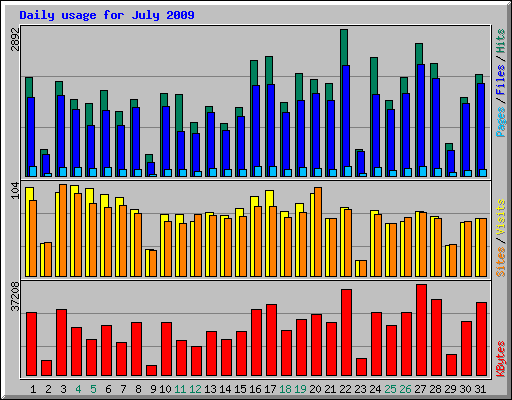 Daily usage for July 2009
2892
Pages / Files / Hits
104
Sites / Visits
37208
KBytes
1 2 3 4 5 6 7 8 9 10 11 12 13 14 15 16 17 18 19 20 21 22 23 24 25 26 27 28 29 30 31